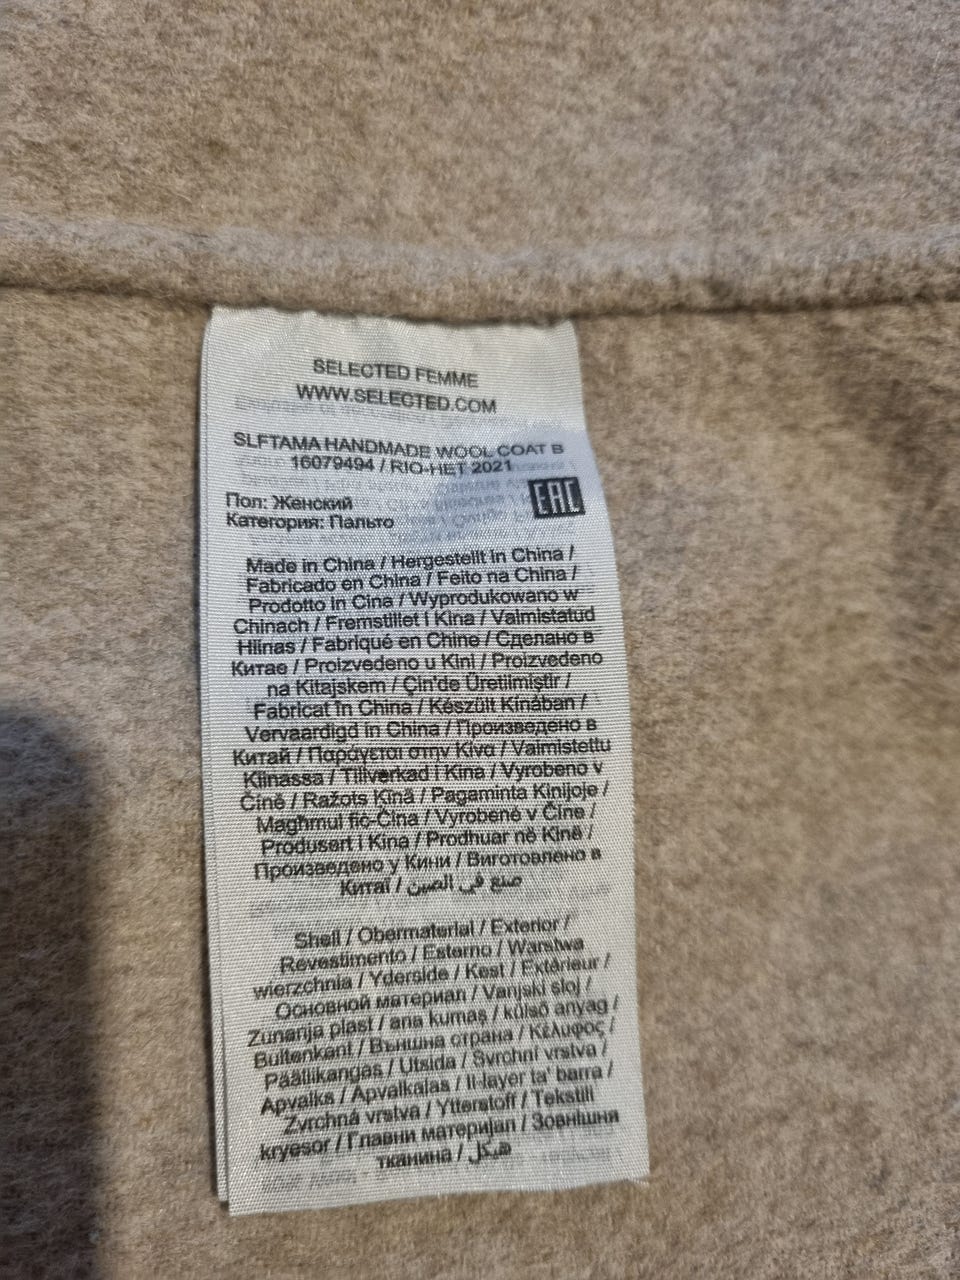 SELECTED FEMME
WWW.SELECTED.COM
SLFTAMA HANDMADE WOOL COAT B
16079494 / RIO-HET 2021
EAC
Пол: Женский
Категория: Пальто
Made in China / Hergestellt in China /
Fabricado en China / Feito na China /
Prodotto in Cina / Wyprodukowano w
Chinach / Fremstillet i Kina / Valmistatud
Hiinas / Fabriqué en Chine / Сделано в
Китае / Proizvedeno u Kini / Proizvedeno
na Kitajskem / Çin'de Üretilmiştir /
Fabricat în China / Készült Kínában /
Vervaardigd in China / Произведено в
Китай / Παράγεται στην Κίνα / Valmistettu
Kiinassa / Tillverkad i Kina / Vyrobeno v
Číně / Ražots Ķīnā / Pagaminta Kinijoje /
Magħmul fiċ-Ċina / Vyrobené v Číne /
Produsert i Kina / Prodhuar në Kinë /
Произведено у Кини / Виготовлено в
Китаї / صنع في الصين
Shell / Obermaterial / Exterior /
Revestimento / Esterno / Warstwa
wierzchnia / Yderside / Kest / Extérieur /
Основной материал / Vanjski sloj /
Zunanja plast / ana kumaş / külső anyag /
Buitenkant / Външна страна / Κέλυφος /
Päällikangas / Utsida / Svrchní vrstva /
Apvalks / Apvalkalas / Il-layer ta' barra /
Zvrchná vrstva / Ytterstoff / Tekstili
kryesor / Главни материјал / Зовнішня
тканина / هيكل